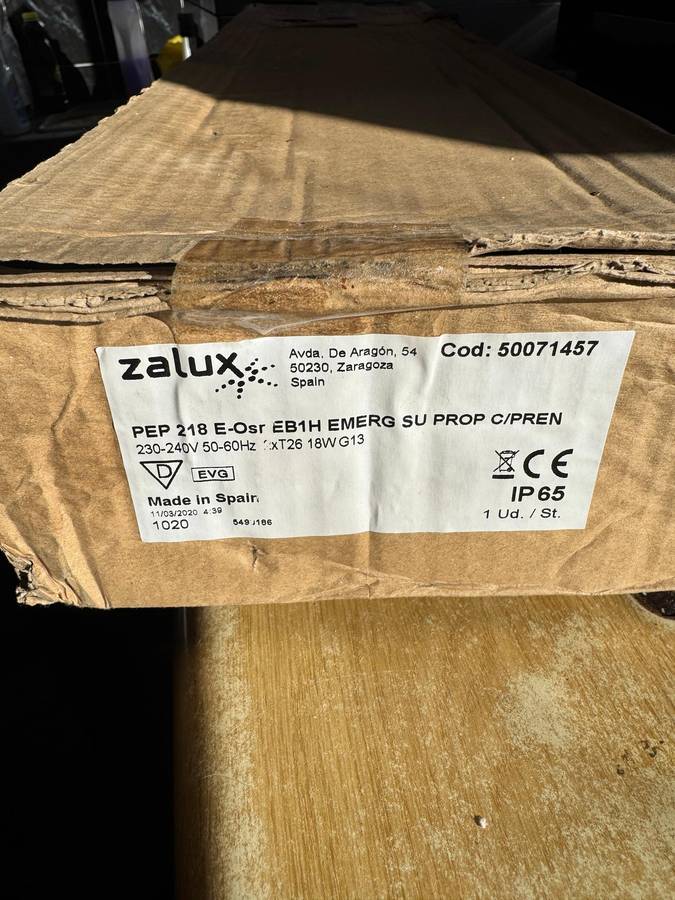 zalux
Avda. De Aragón, 54
50230, Zaragoza
Spain
Cod: 50071457
PEP 218 E-Osr EB1H EMERG SU PROP C/PREN
230-240V 50-60Hz T26 18W G13
D
EVG
CE
Made in Spain
IP65
11/03/2020 4:39
1 Ud. / St.
1020